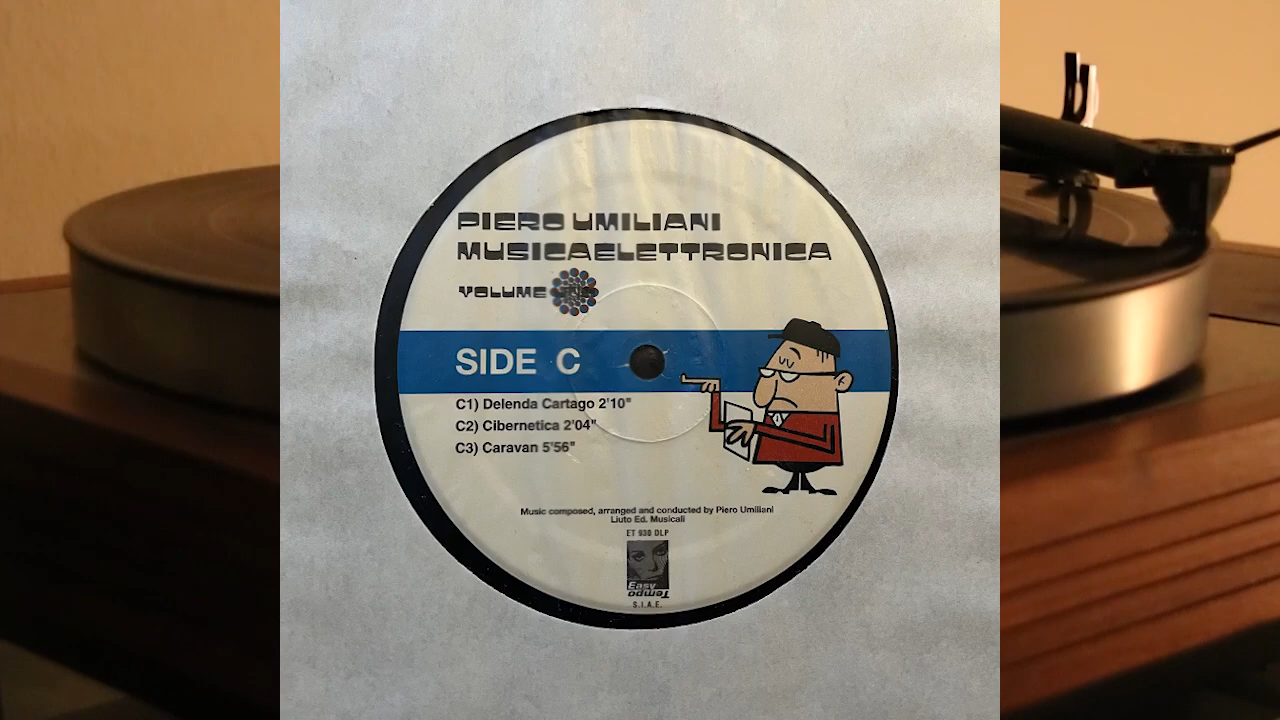 PIERO UMILIANI
MUSICAELETTRONICA
VOLUME
SIDE C
C1) Delenda Cartago 2'10"
C2) Cibernetica 2'04"
C3) Caravan 5'56"
Music composed, arranged and conducted by Piero Umiliani
Liuto Ed. Musicali
ET 930 DLP
Easy
Tempo
S.I.A.E.